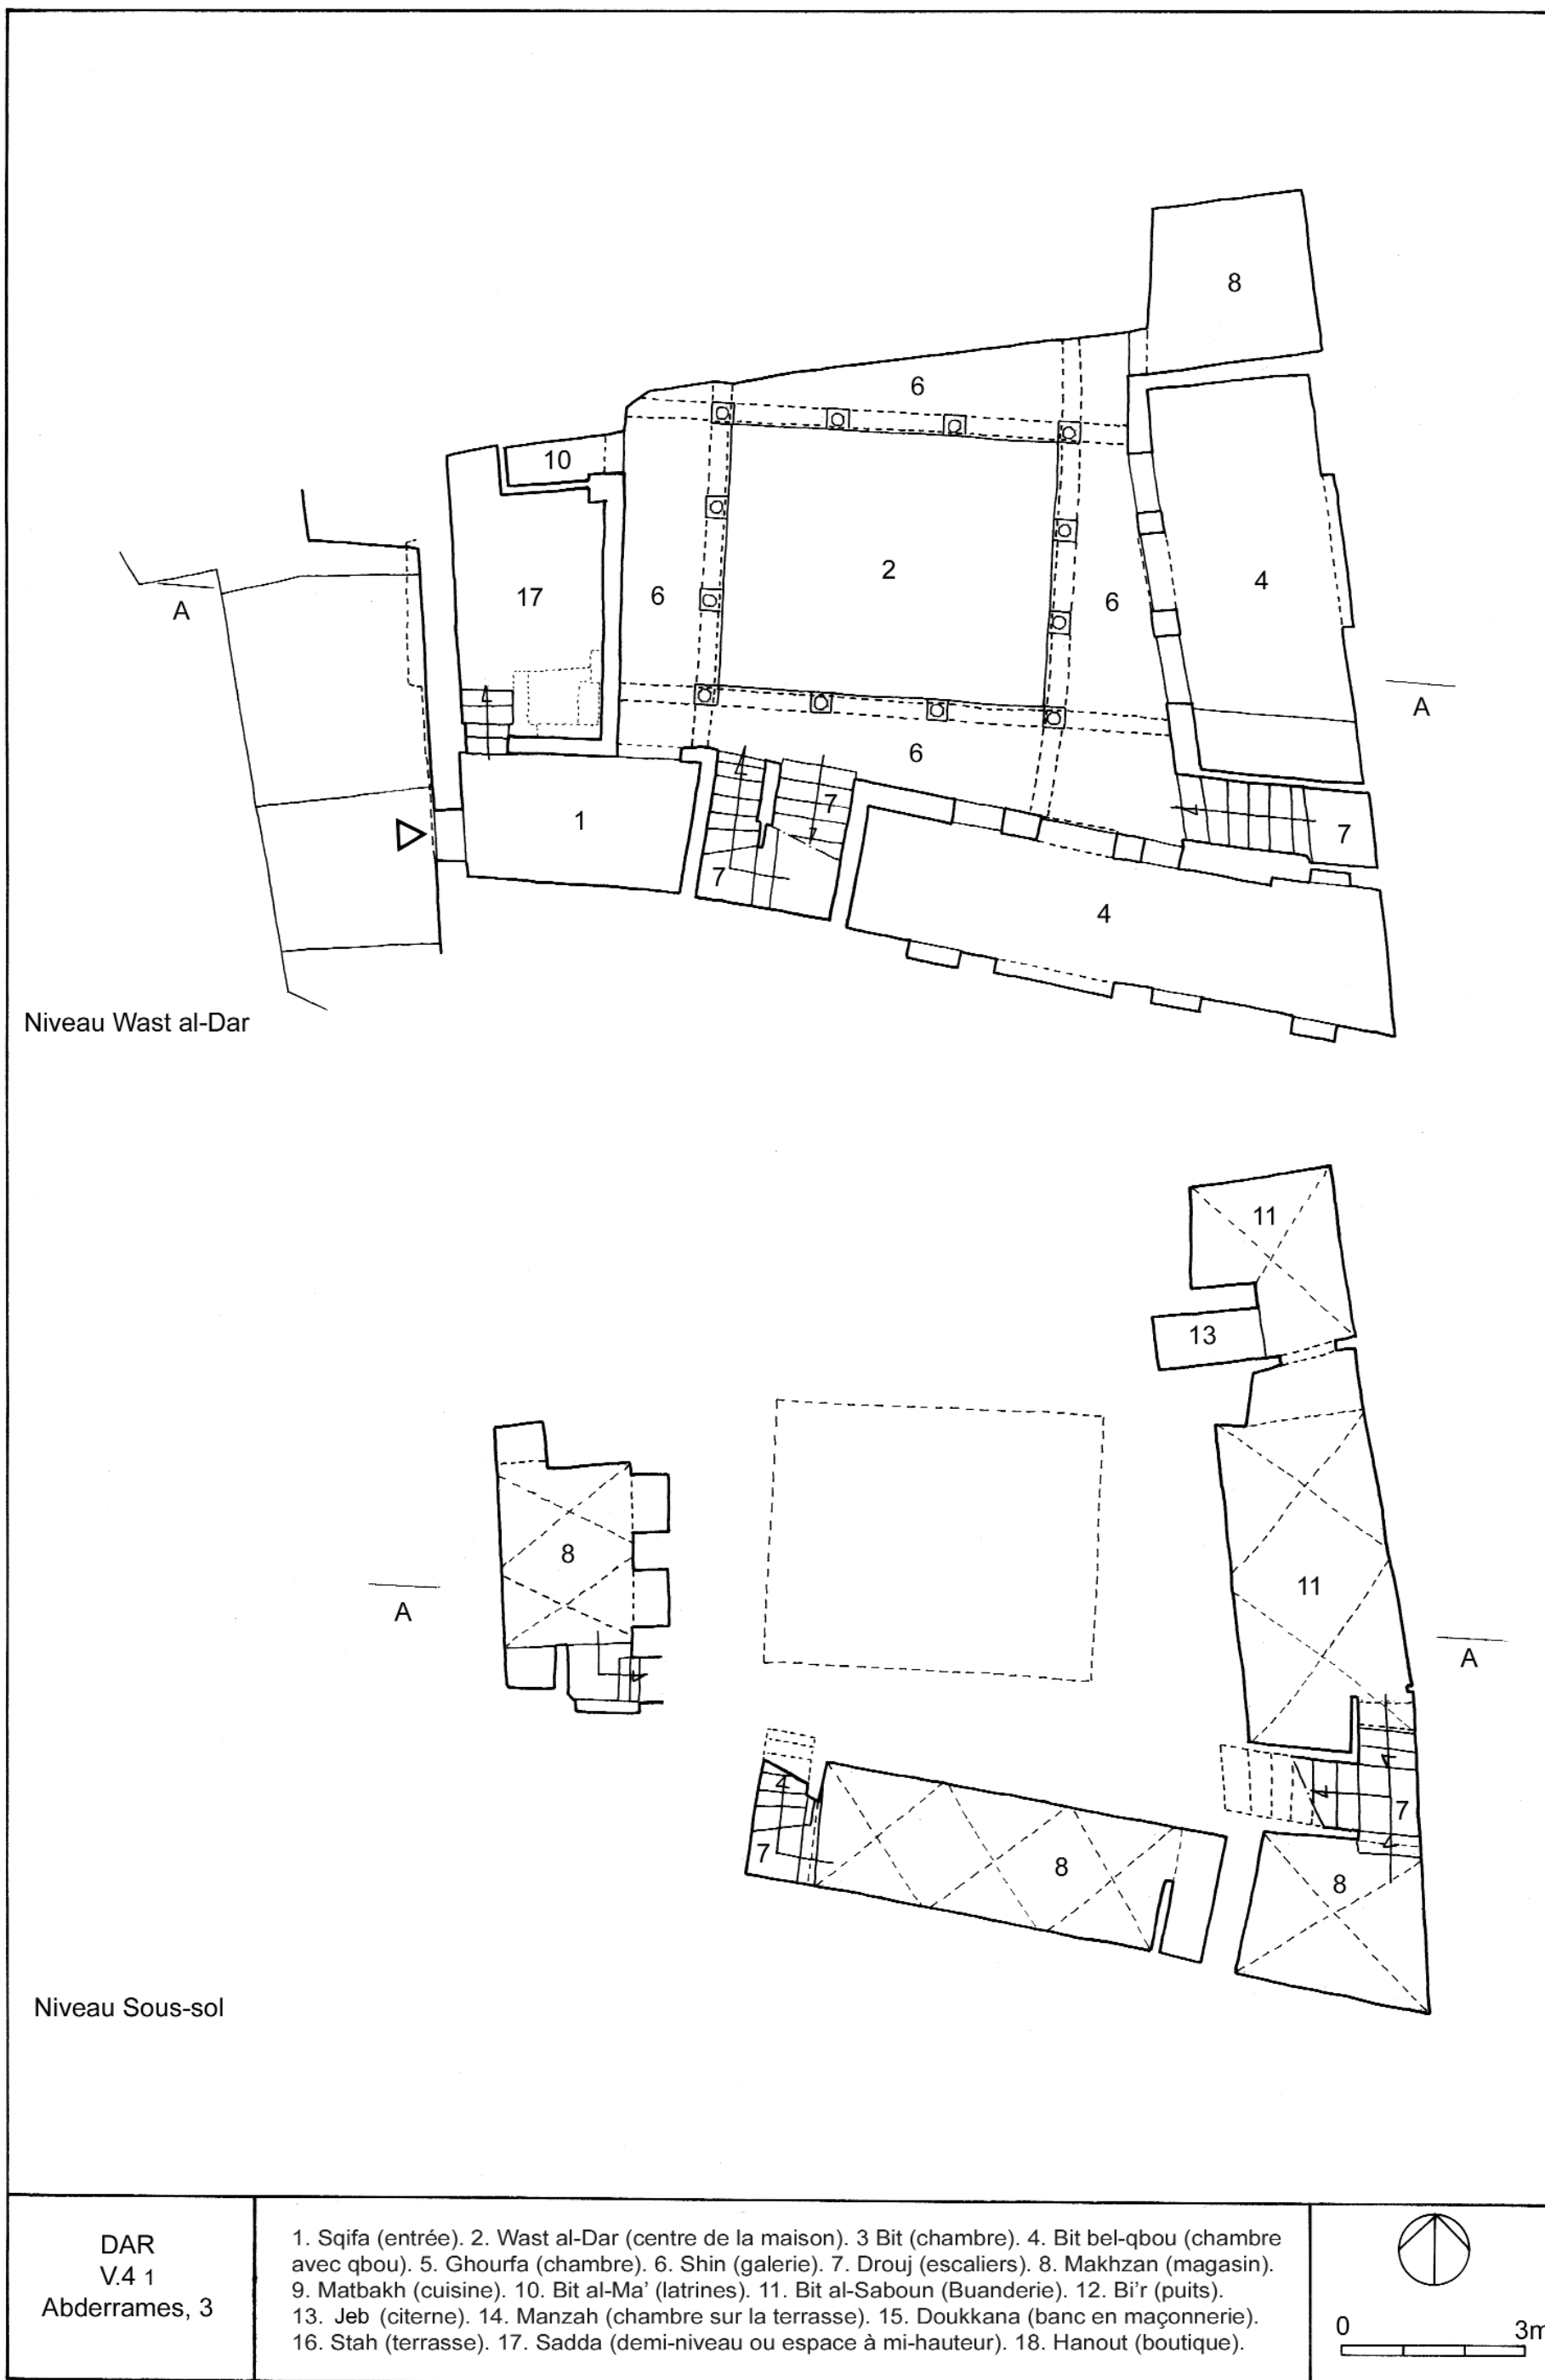 8
6
10
2
17
6
6
4
A
A
6
1
7
7
7
4
Niveau Wast al-Dar
11
13
8
11
A
A
7
7
8
8
Niveau Sous-sol
DAR
V.4 1
Abderrames, 3
1. Sqifa (entrée). 2. Wast al-Dar (centre de la maison). 3 Bit (chambre). 4. Bit bel-qbou (chambre
avec qbou). 5. Ghourfa (chambre). 6. Shin (galerie). 7. Drouj (escaliers). 8. Makhzan (magasin).
9. Matbakh (cuisine). 10. Bit al-Ma’ (latrines). 11. Bit al-Saboun (Buanderie). 12. Bi’r (puits).
13. Jeb (citerne). 14. Manzah (chambre sur la terrasse). 15. Doukkana (banc en maçonnerie).
16. Stah (terrasse). 17. Sadda (demi-niveau ou espace à mi-hauteur). 18. Hanout (boutique).
0 3m